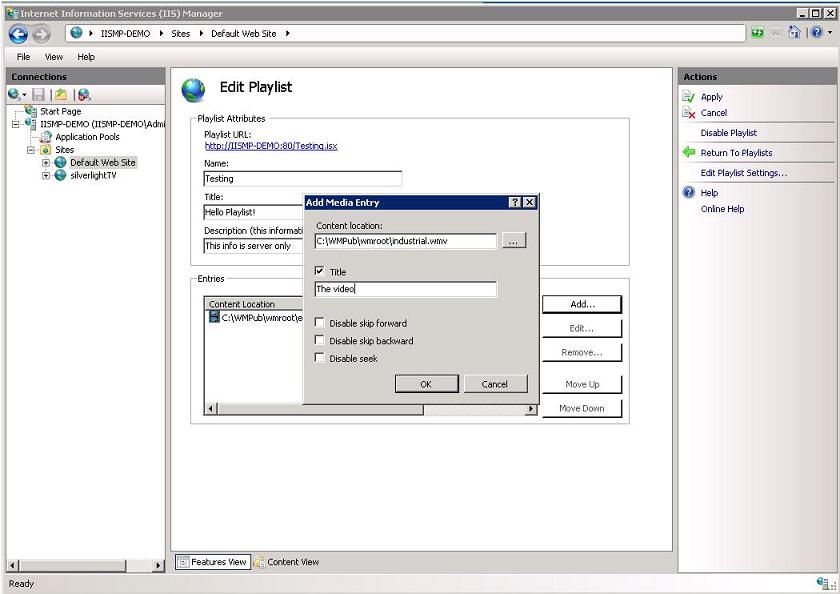 Internet Information Services (IIS) Manager
IISMP-DEMO
Sites
Default Web Site
File View Help
Connections
Start Page
IISMP-DEMO (IISMP-DEMO\Admi
Application Pools
Sites
Default Web Site
silverlightTV
Edit Playlist
Playlist Attributes
Playlist URL:
http://IISMP-DEMO:80/Testing.isx
Name:
Testing
Title:
Hello Playlist!
Description (this informati
This info is server only
Entries
Content Location
C:\WMPub\wmroot\e
Add...
Edit...
Remove...
Move Up
Move Down
Add Media Entry
Content location:
C:\WMPub\wmroot\industrial.wmv
...
Title
The video
Disable skip forward
Disable skip backward
Disable seek
OK
Cancel
Features View
Content View
Actions
Apply
Cancel
Disable Playlist
Return To Playlists
Edit Playlist Settings...
Help
Online Help
Ready